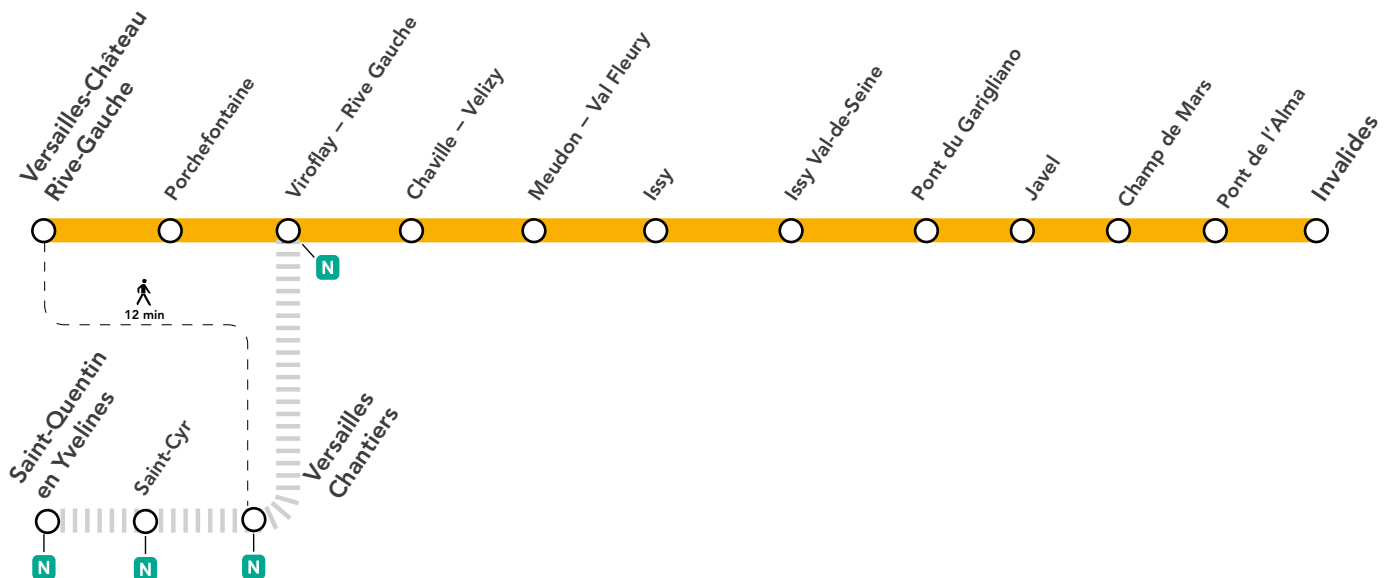 Versailles-Château
Rive-Gauche
Porchefontaine
Viroflay – Rive Gauche
Chaville – Velizy
Meudon – Val Fleury
Issy
Issy Val-de-Seine
Pont du Garigliano
Javel
Champ de Mars
Pont de l'Alma
Invalides
N
12 min
Saint-Quentin
en Yvelines
Saint-Cyr
Versailles
Chantiers
N
N
N